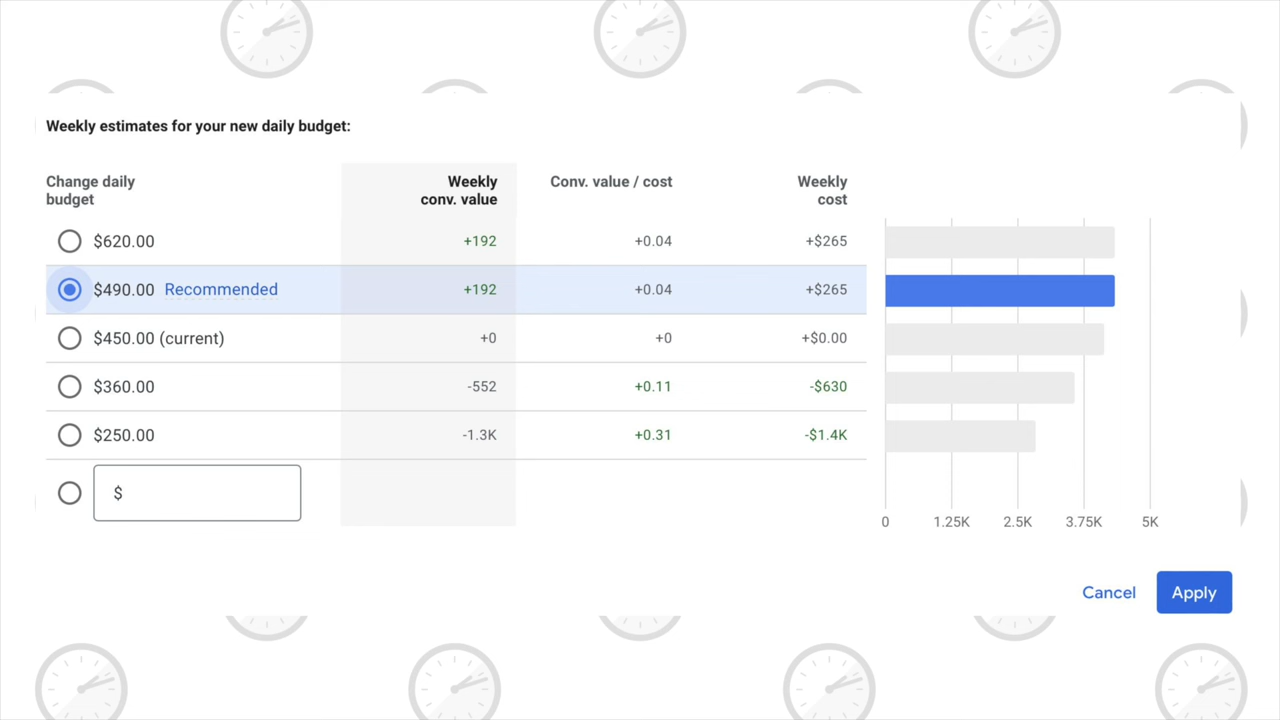 Weekly estimates for your new daily budget:
Change daily budget
Weekly conv. value
Conv. value / cost
Weekly cost
$620.00 +192 +0.04 +$265
$490.00 Recommended +192 +0.04 +$265
$450.00 (current) +0 +0 +$0.00
$360.00 -552 +0.11 -$630
$250.00 -1.3K +0.31 -$1.4K
$
0 1.25K 2.5K 3.75K 5K
Cancel Apply